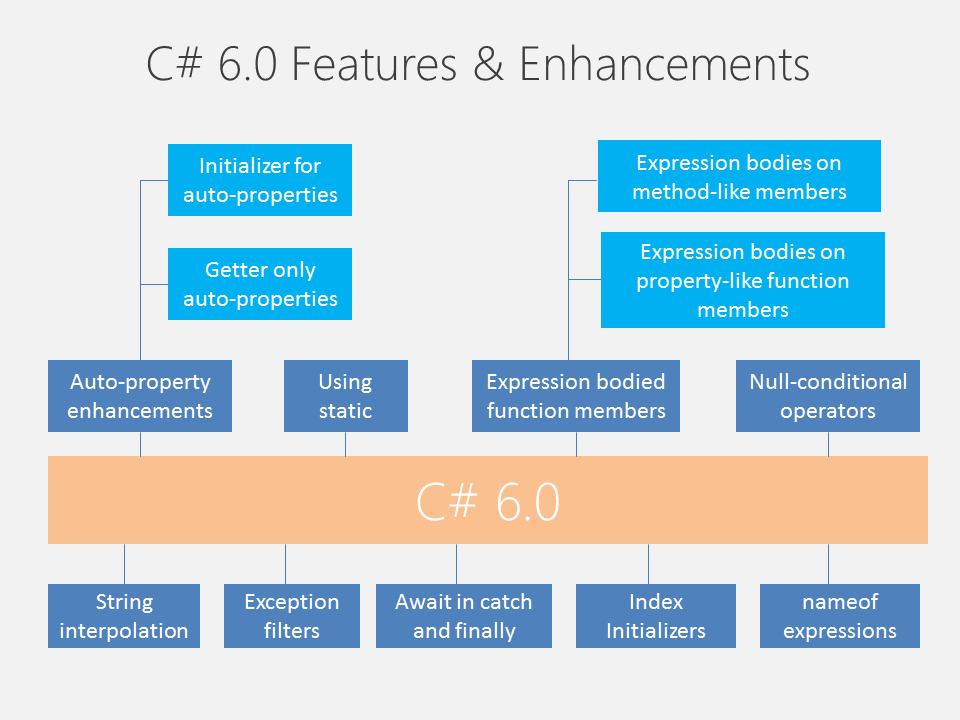 C# 6.0 Features & Enhancements
Initializer for
auto-properties
Getter only
auto-properties
Expression bodies on
method-like members
Expression bodies on
property-like function
members
Auto-property
enhancements
Using
static
Expression bodied
function members
Null-conditional
operators
C# 6.0
String
interpolation
Exception
filters
Await in catch
and finally
Index
Initializers
nameof
expressions